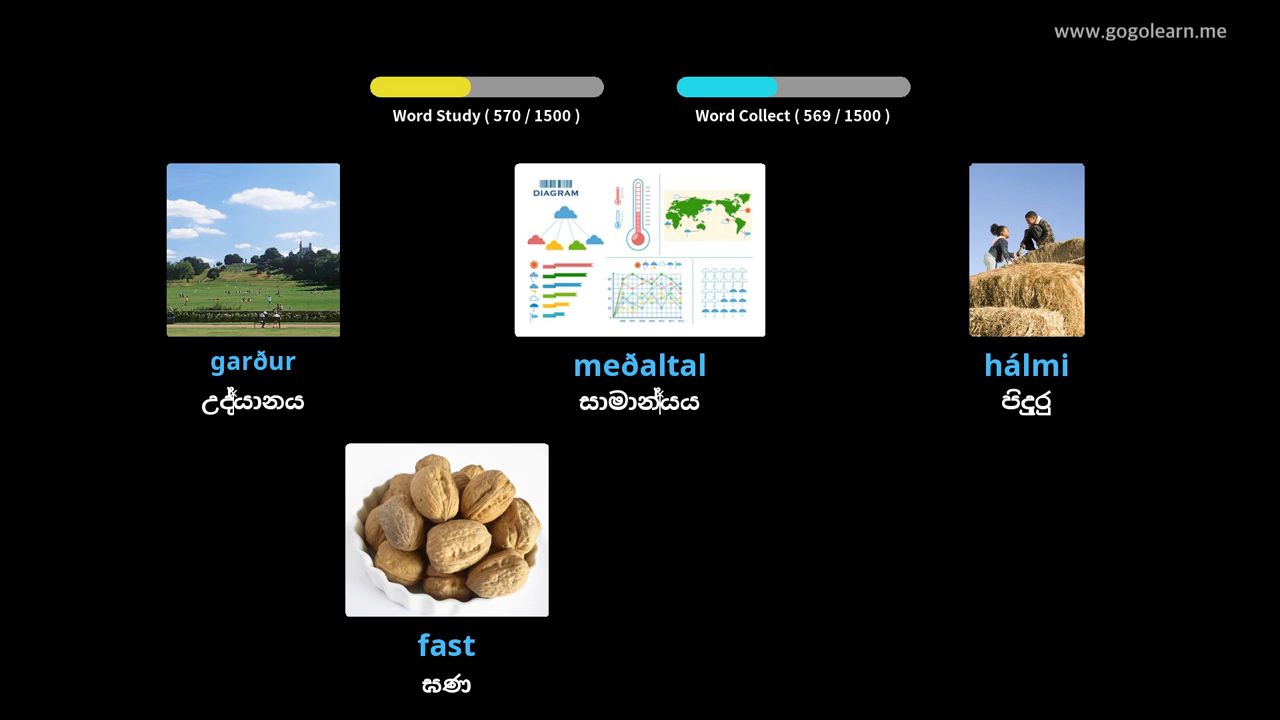 www.gogolearn.me
Word Study ( 570 / 1500 )
Word Collect ( 569 / 1500 )
DIAGRAM
garður
meðaltal
hálmi
උද්‍යානය
සාමාන්‍යය
පිදුරු
fast
ඝණ